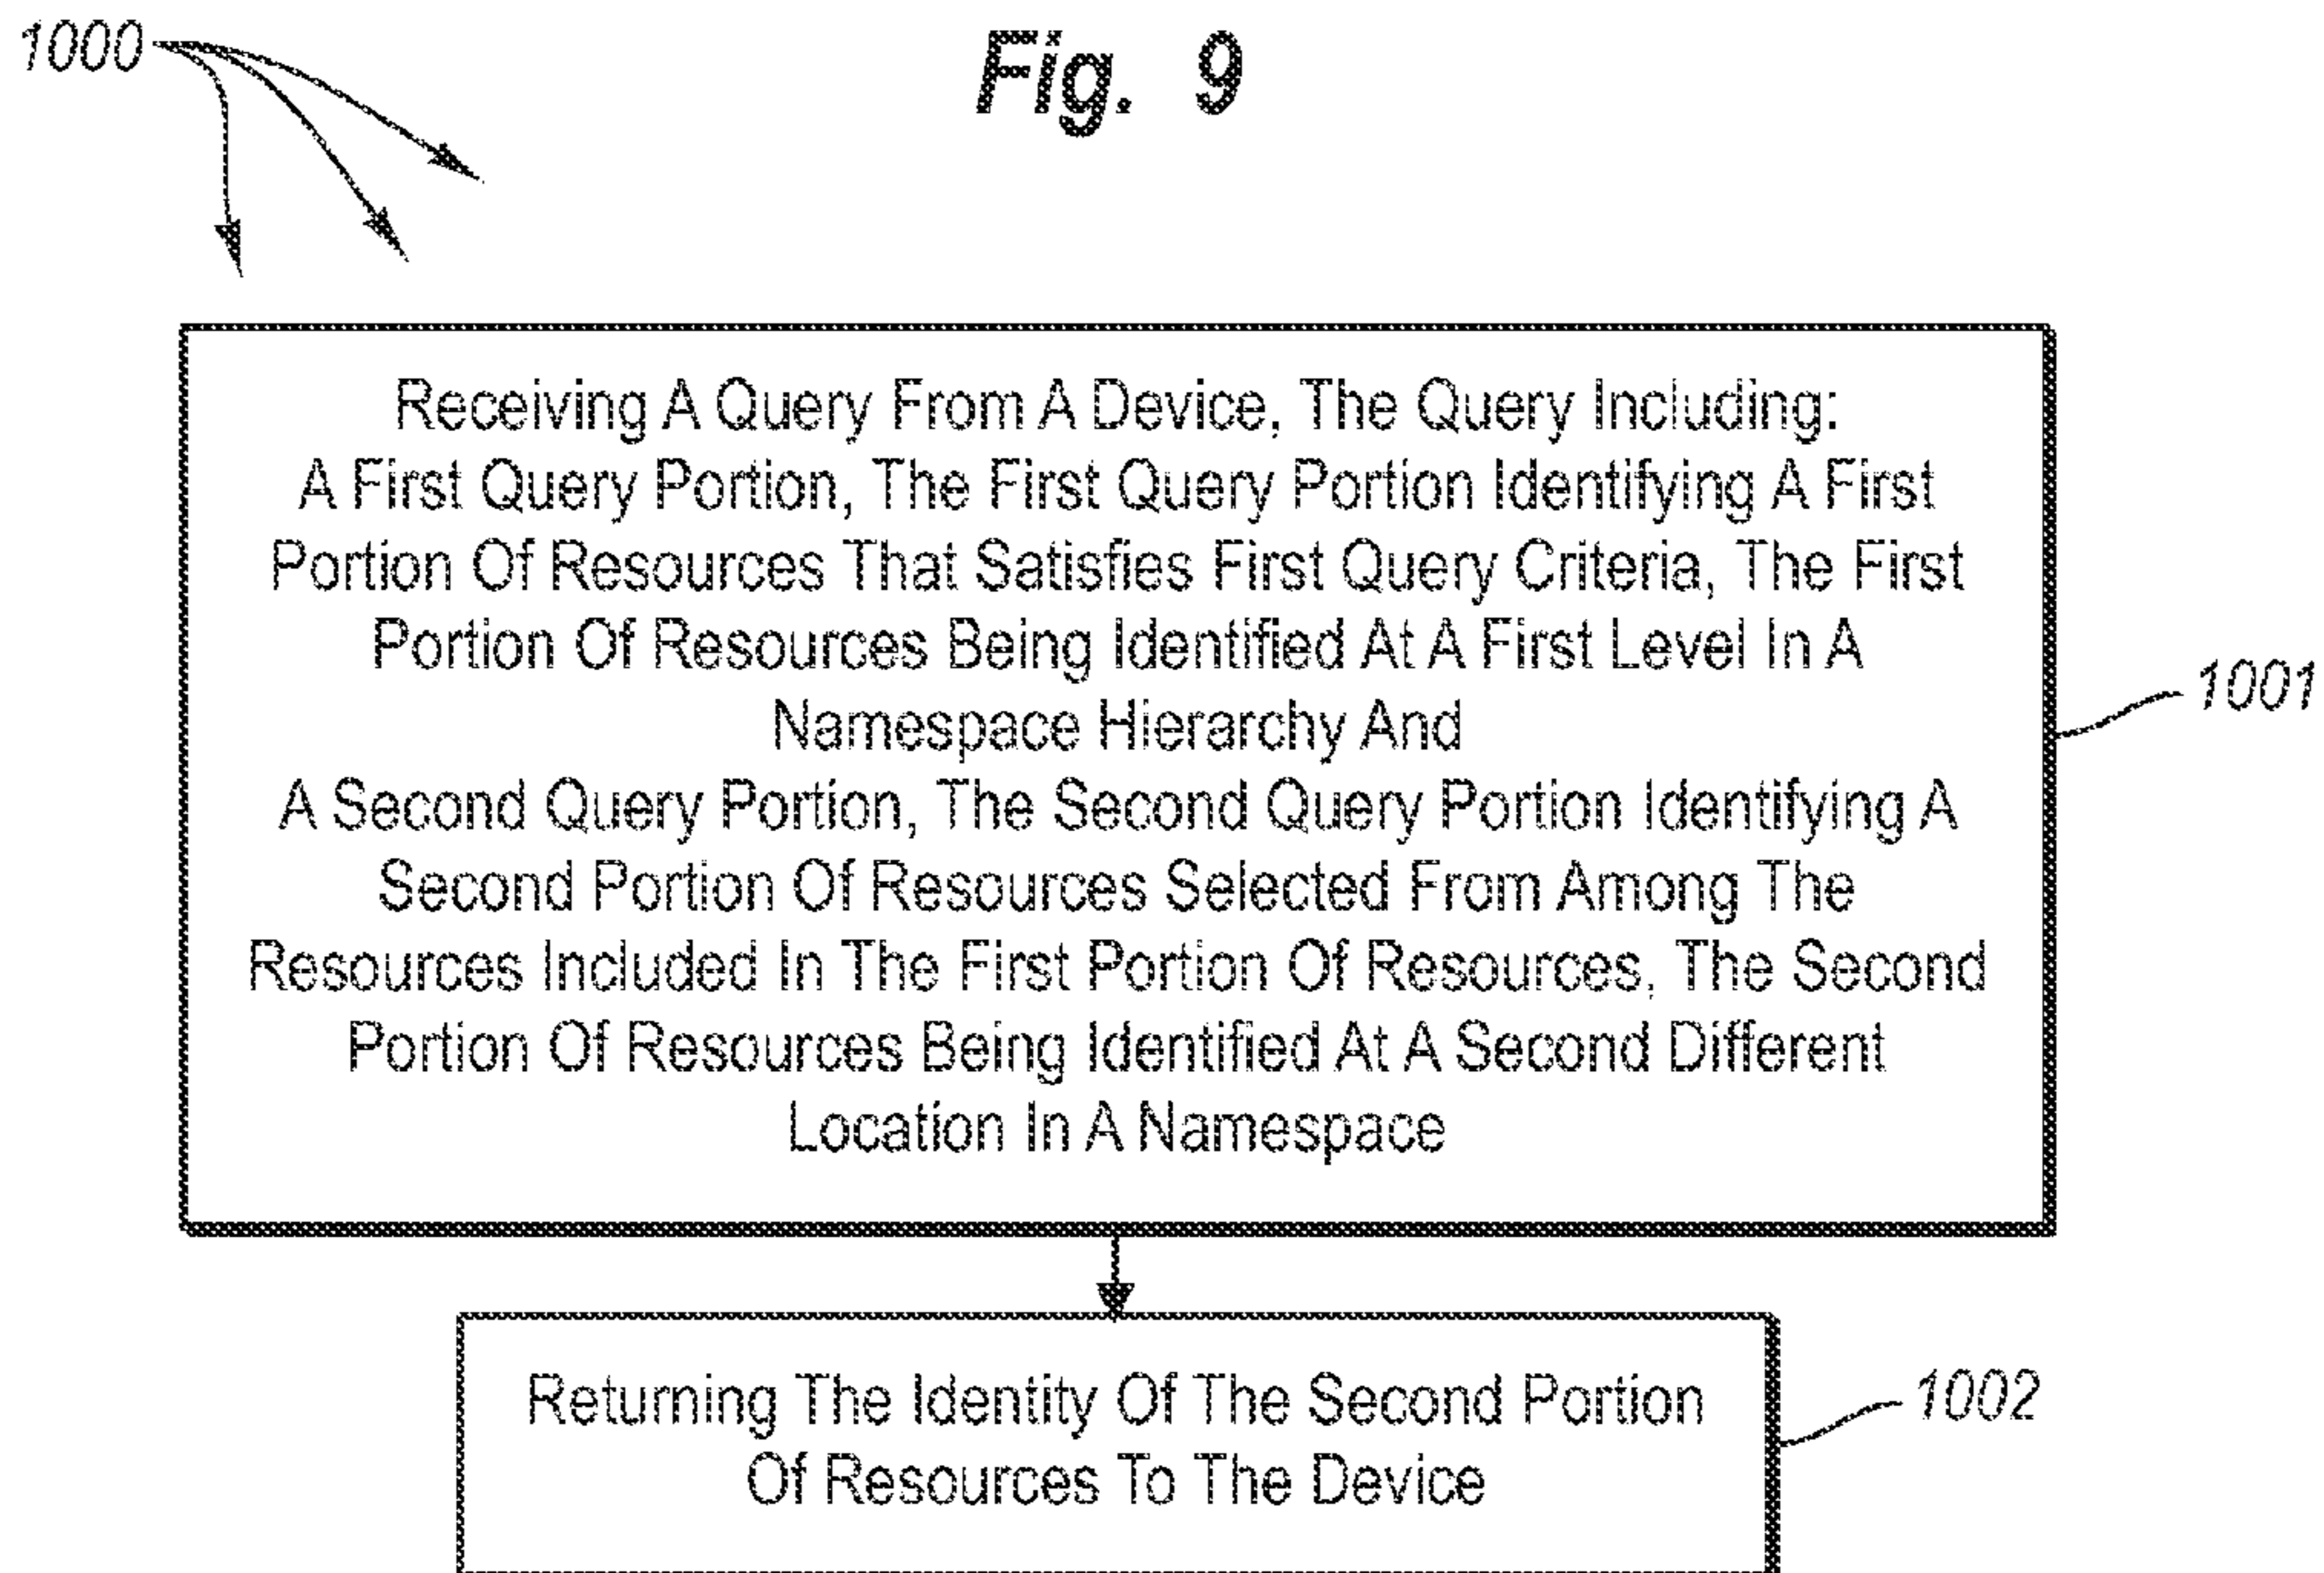 1000
Fig. 9
Receiving A Query From A Device, The Query Including:
A First Query Portion, The First Query Portion Identifying A First
Portion Of Resources That Satisfies First Query Criteria, The First
Portion Of Resources Being Identified At A First Level In A
Namespace Hierarchy And
A Second Query Portion, The Second Query Portion Identifying A
Second Portion Of Resources Selected From Among The
Resources Included In The First Portion Of Resources, The Second
Portion Of Resources Being Identified At A Second Different
Location In A Namespace
1001
Returning The Identity Of The Second Portion
Of Resources To The Device
1002